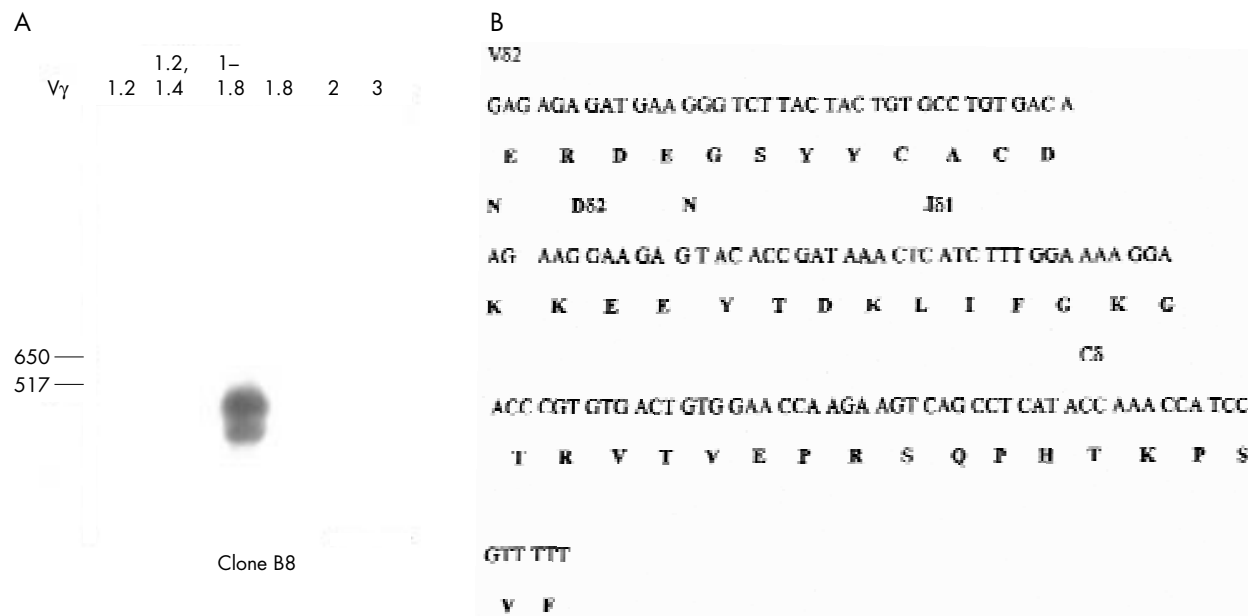 A
1.2, 1–
Vγ 1.2 1.4 1.8 1.8 2 3
650
517
Clone B8
B
Vδ2
GAG AGA GAT GAA GGG TCT TAC TAC TGT GCC TGT GAC A
E R D E G S Y Y C A C D
N Dδ2 N Jδ1
AG AAG GAA GA G T AC ACC GAT AAA CTC ATC TTT GGA AAA GGA
K K E E Y T D K L I F G K G
Cδ
ACC CGT GTG ACT GTG GAA CCA AGA AGT CAG CCT CAT ACC AAA CCA TCC
T R V T V E P R S Q P H T K P S
GTT TTT
V F